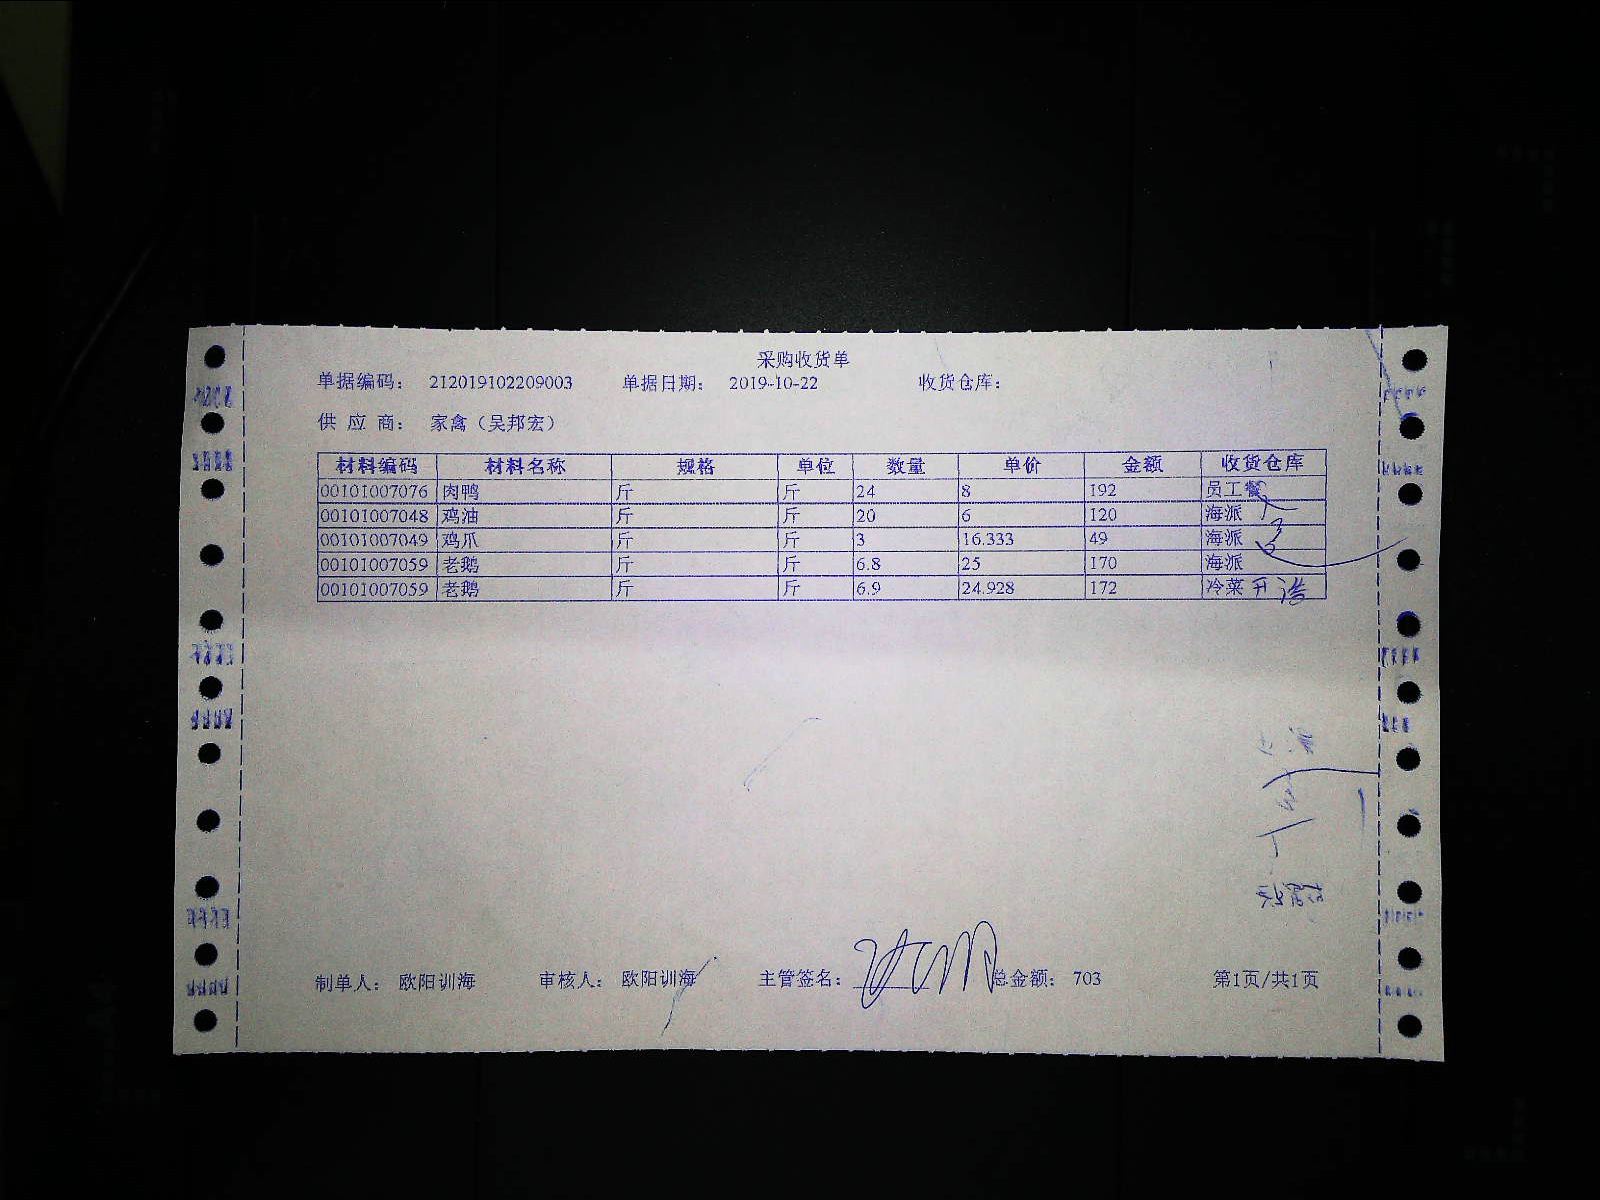 采购收货单
单据编码： 212019102209003 单据日期： 2019-10-22 收货仓库：
供 应 商： 家禽（吴邦宏）
材料编码 材料名称 规格 单位 数量 单价 金额 收货仓库
00101007076 肉鸭 斤 斤 24 8 192 员工餐
00101007048 鸡油 斤 斤 20 6 120 海派
00101007049 鸡爪 斤 斤 3 16.333 49 海派
00101007059 老鹅 斤 斤 6.8 25 170 海派
00101007059 老鹅 斤 斤 6.9 24.928 172 冷菜
制单人： 欧阳训海 审核人： 欧阳训海 主管签名： 总金额： 703 第1页/共1页